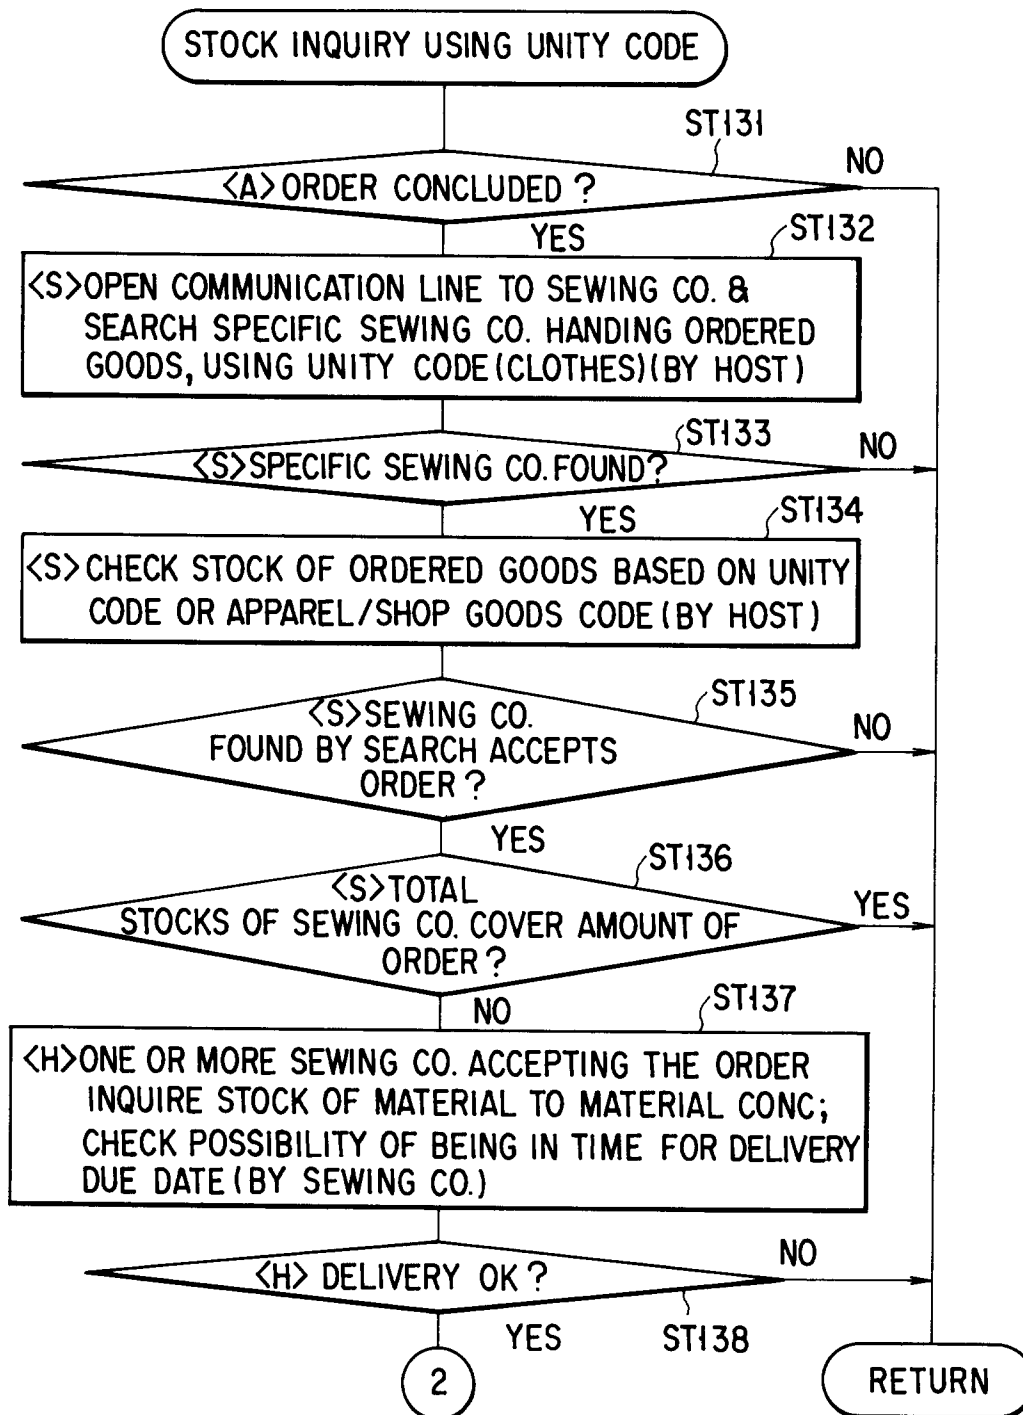 STOCK INQUIRY USING UNITY CODE
ST131
NO
<A> ORDER CONCLUDED ?
YES
ST132
<S> OPEN COMMUNICATION LINE TO SEWING CO. &
SEARCH SPECIFIC SEWING CO. HANDING ORDERED
GOODS, USING UNITY CODE (CLOTHES) (BY HOST)
ST133
NO
<S> SPECIFIC SEWING CO. FOUND?
YES
ST134
<S> CHECK STOCK OF ORDERED GOODS BASED ON UNITY
CODE OR APPAREL/SHOP GOODS CODE (BY HOST)
ST135
<S> SEWING CO.
NO
FOUND BY SEARCH ACCEPTS
ORDER ?
YES
ST136
<S> TOTAL
YES
STOCKS OF SEWING CO. COVER AMOUNT OF
ORDER ?
NO
ST137
<H> ONE OR MORE SEWING CO. ACCEPTING THE ORDER
INQUIRE STOCK OF MATERIAL TO MATERIAL CONC;
CHECK POSSIBILITY OF BEING IN TIME FOR DELIVERY
DUE DATE (BY SEWING CO.)
NO
<H> DELIVERY OK ?
YES
ST138
2
RETURN